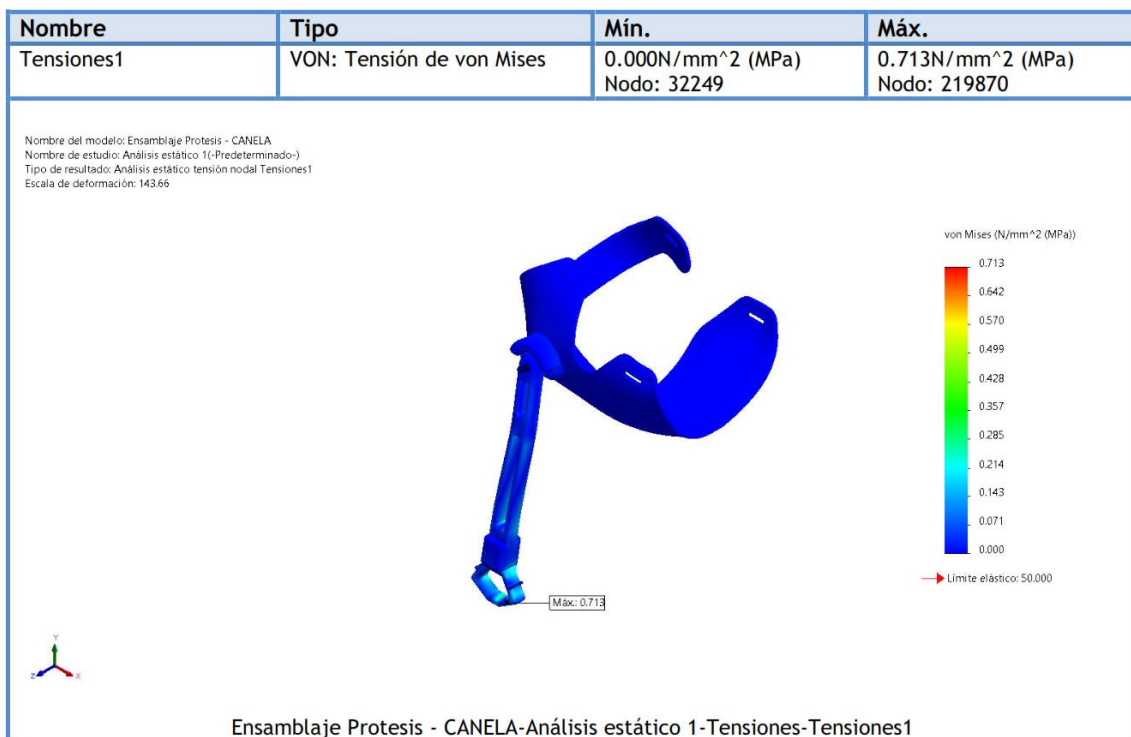 Nombre Tipo Mín. Máx.
Tensiones1 VON: Tensión de von Mises 0.000N/mm^2 (MPa) 0.713N/mm^2 (MPa)
Nodo: 32249 Nodo: 219870
Nombre del modelo: Ensamblaje Protesis - CANELA
Nombre de estudio: Análisis estático 1(-Predeterminado-)
Tipo de resultado: Análisis estático tensión nodal Tensiones1
Escala de deformación: 143.66
von Mises (N/mm^2 (MPa))
0.713
0.642
0.570
0.499
0.428
0.357
0.285
0.214
0.143
0.071
0.000
Límite elástico: 50.000
Máx.: 0.713
Y
Z X
Ensamblaje Protesis - CANELA-Análisis estático 1-Tensiones-Tensiones1